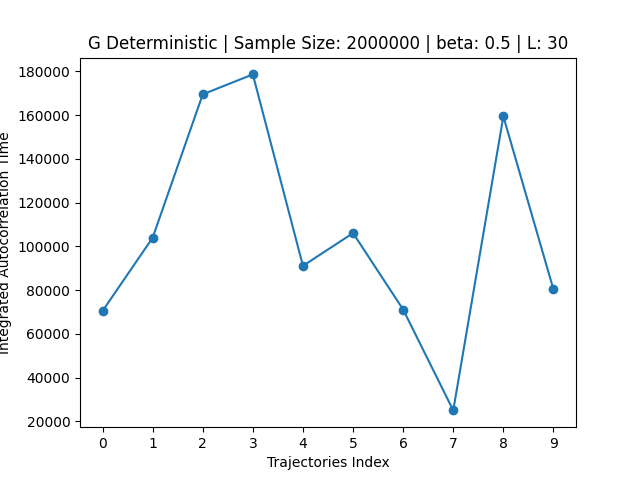 G Deterministic | Sample Size: 2000000 | beta: 0.5 | L: 30
180000
160000
140000
120000
100000
80000
60000
40000
20000
Integrated Autocorrelation Time
0 1 2 3 4 5 6 7 8 9
Trajectories Index